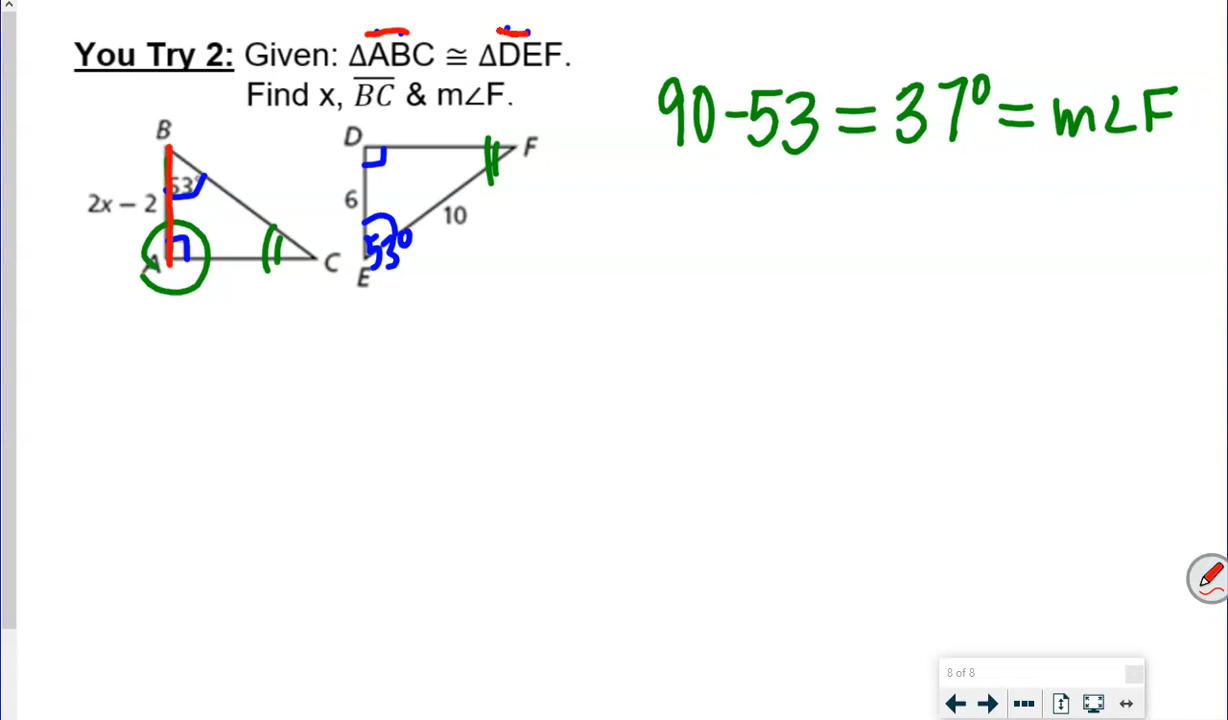 You Try 2: Given: ΔABC ≅ ΔDEF.
Find x, B̅C̅ & m∠F.
90-53 = 37° = m∠F
B
53°
2x − 2
A
C
D
F
6
10
53°
E
8 of 8